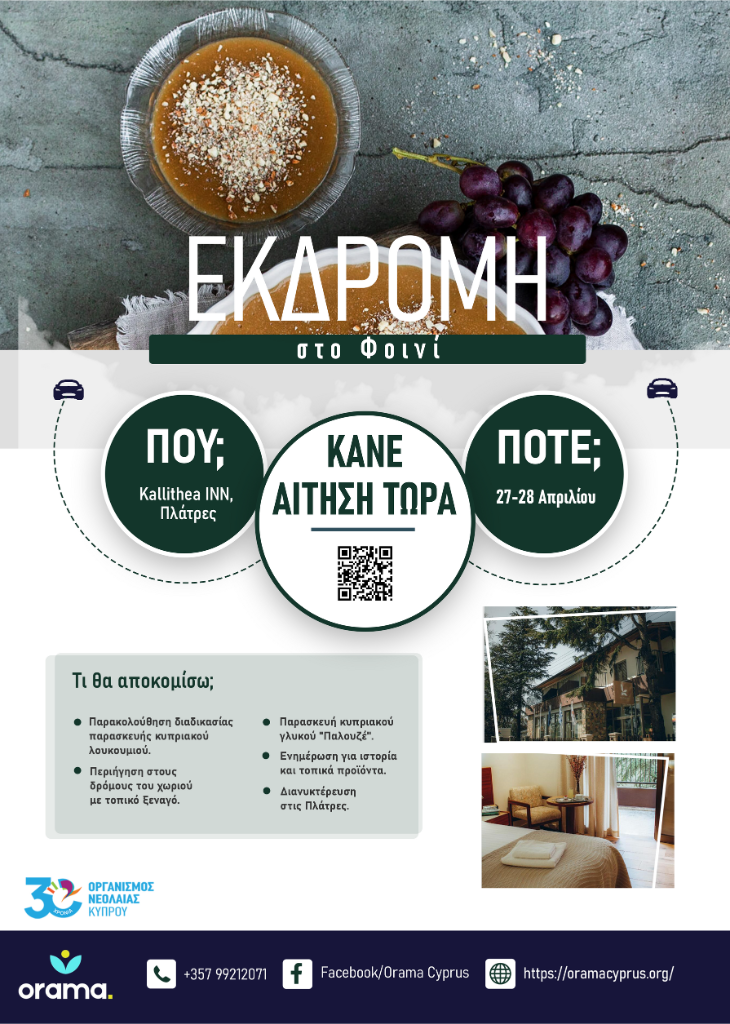 ΕΚΔΡΟΜΗ
στο Φοινί
ΠΟΥ;
Kallithea INN,
Πλάτρες
ΚΑΝΕ
ΑΙΤΗΣΗ ΤΩΡΑ
ΠΟΤΕ;
27-28 Απριλίου
Τι θα αποκομίσω;
Παρακολούθηση διαδικασίας
παρασκευής κυπριακού
λουκουμιού.
Περιήγηση στους
δρόμους του χωριού
με τοπικό ξεναγό.
Παρασκευή κυπριακού
γλυκού "Παλουζέ".
Ενημέρωση για ιστορία
και τοπικά προϊόντα.
Διανυκτέρευση
στις Πλάτρες.
30
ΧΡΟΝΙΑ
ΟΡΓΑΝΙΣΜΟΣ
ΝΕΟΛΑΙΑΣ
ΚΥΠΡΟΥ
orama.
+357 99212071
Facebook/Orama Cyprus
https://oramacyprus.org/